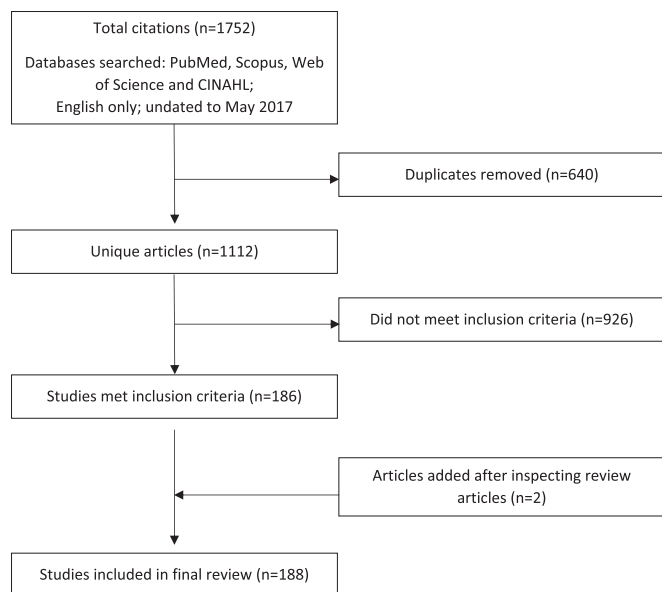 Total citations (n=1752)
Databases searched: PubMed, Scopus, Web
of Science and CINAHL;
English only; undated to May 2017
Duplicates removed (n=640)
Unique articles (n=1112)
Did not meet inclusion criteria (n=926)
Studies met inclusion criteria (n=186)
Articles added after inspecting review
articles (n=2)
Studies included in final review (n=188)